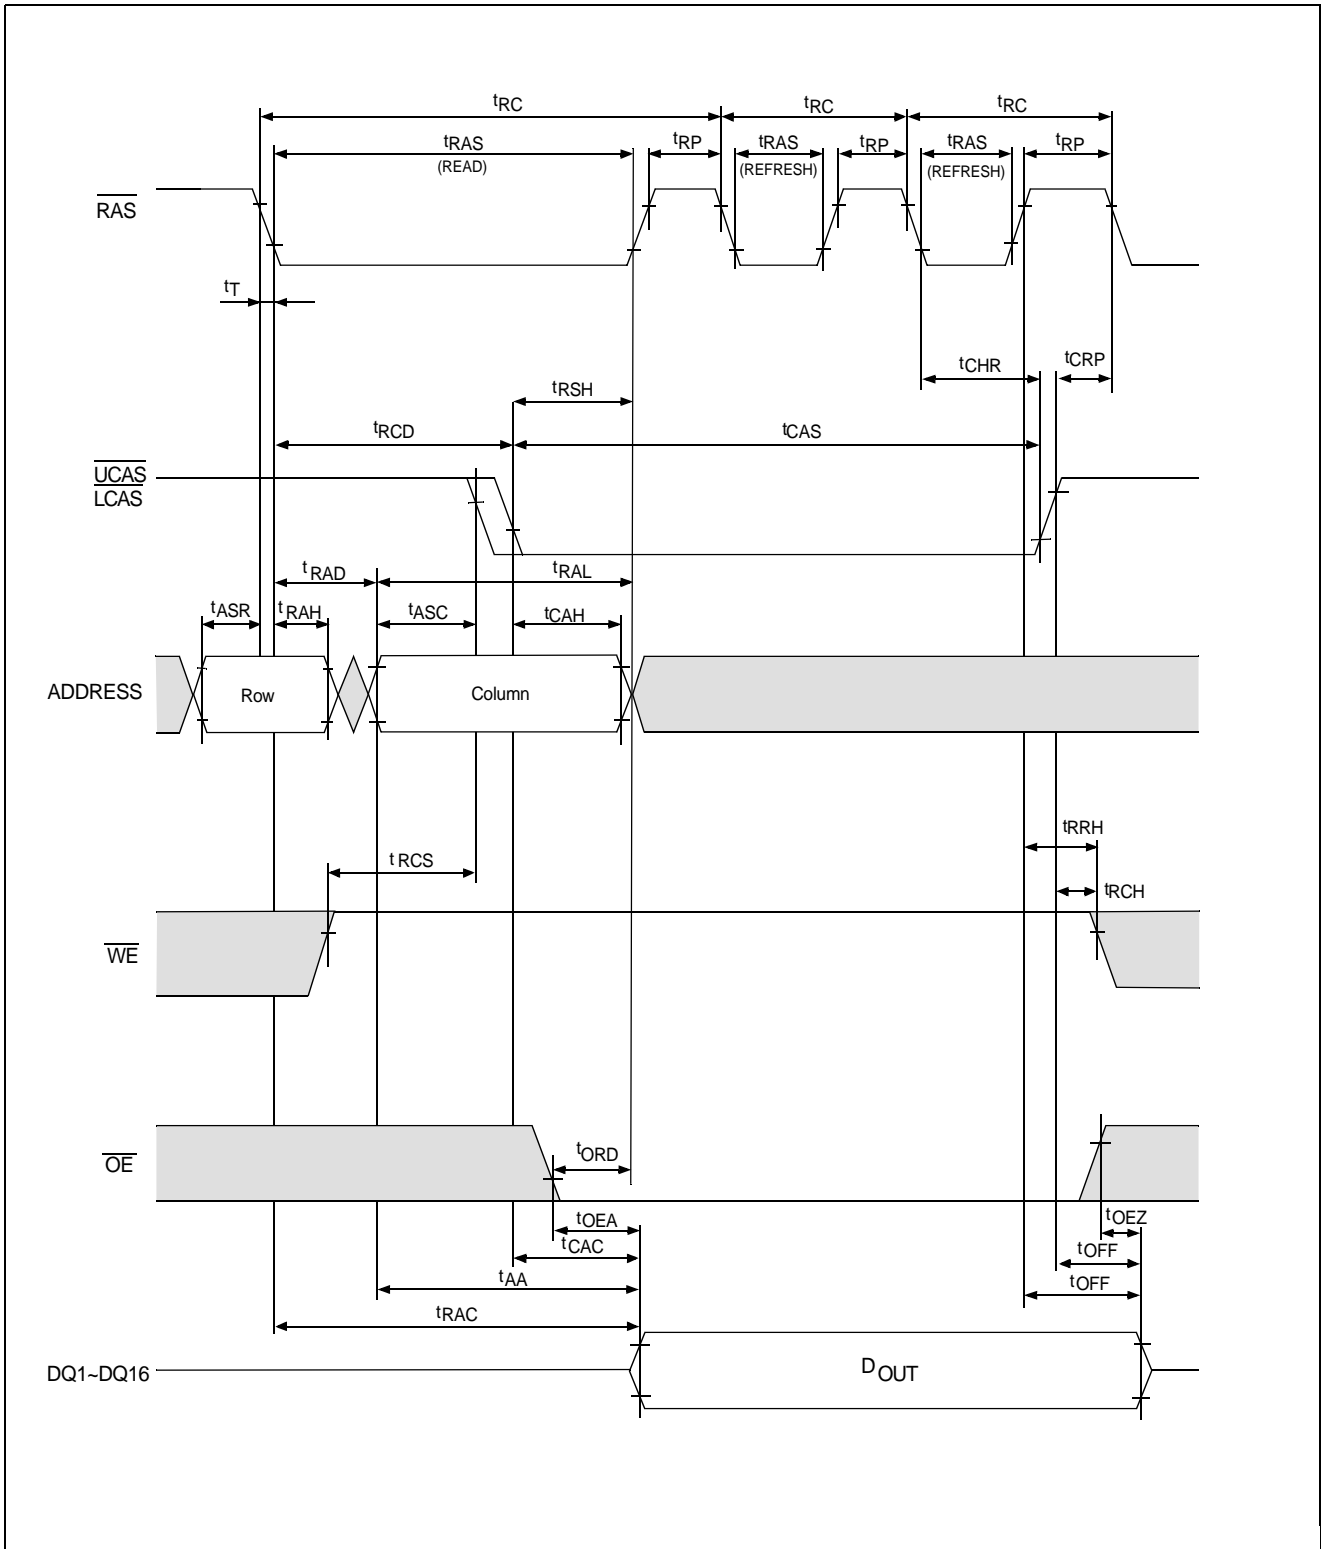 tRC tRC tRC
tRAS tRP tRAS tRP tRAS tRP
(READ) (REFRESH) (REFRESH)
RAS
tT
tCHR tCRP
tRSH
tRCD tCAS
UCAS
LCAS
tRAD tRAL
tASR tRAH tASC tCAH
ADDRESS Row Column
tRRH
tRCS
tRCH
WE
tORD
OE
tOEA tOEZ
tCAC tOFF
tAA tOFF
tRAC
DQ1~DQ16 DOUT